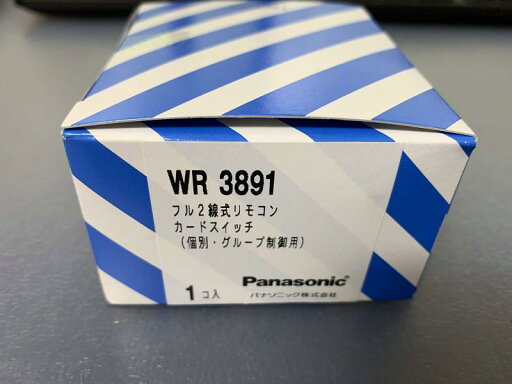 WR 3891
フル2線式リモコン
カードスイッチ
(個別・グループ制御用)
Panasonic
パナソニック株式会社
1コ入